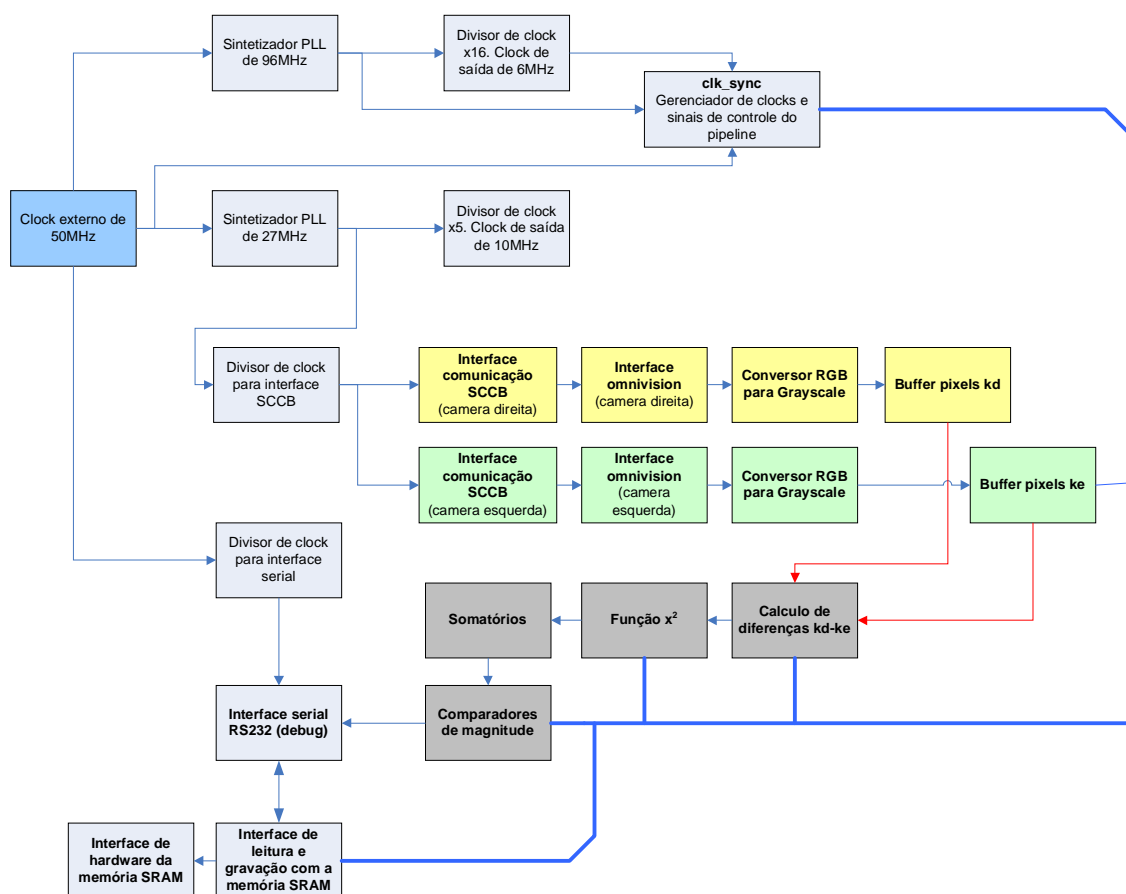 Sintetizador PLL
de 96MHz
Divisor de clock
x16. Clock de
saída de 6MHz
clk_sync
Gerenciador de clocks e
sinais de controle do
pipeline
Clock externo de
50MHz
Sintetizador PLL
de 27MHz
Divisor de clock
x5. Clock de saída
de 10MHz
Divisor de clock
para interface
SCCB
Interface
comunicação
SCCB
(camera direita)
Interface
omnivision
(camera direita)
Conversor RGB
para Grayscale
Buffer pixels kd
Interface
comunicação
SCCB
(camera esquerda)
Interface
omnivision
(camera
esquerda)
Conversor RGB
para Grayscale
Buffer pixels ke
Divisor de clock
para interface
serial
Somatórios
Função x²
Calculo de
diferenças kd-ke
Interface serial
RS232 (debug)
Comparadores
de magnitude
Interface de
hardware da
memória SRAM
Interface de
leitura e
gravação com a
memória SRAM